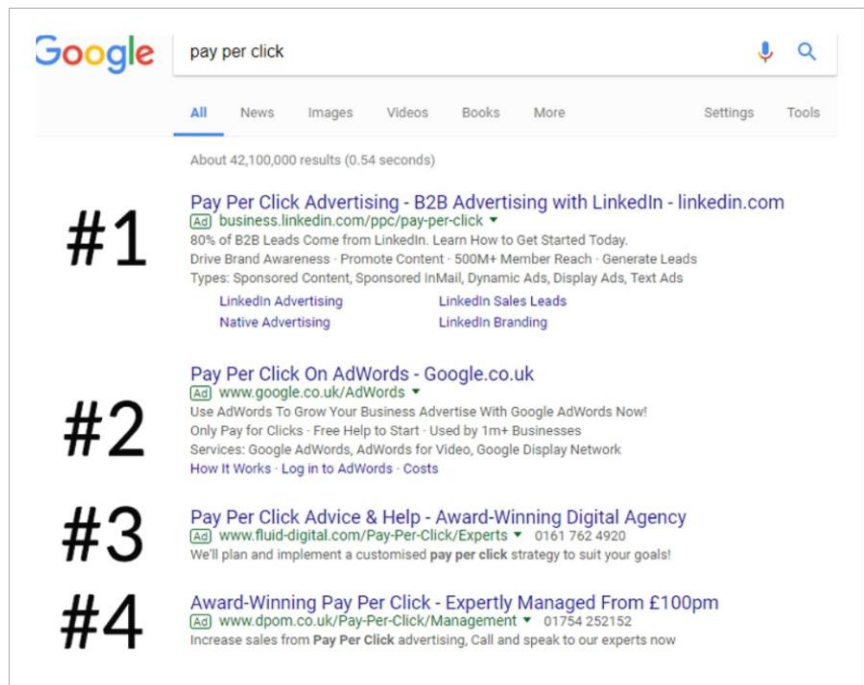 Google
pay per click
All News Images Videos Books More Settings Tools
About 42,100,000 results (0.54 seconds)
#1
Pay Per Click Advertising - B2B Advertising with LinkedIn - linkedin.com
Ad business.linkedin.com/ppc/pay-per-click
80% of B2B Leads Come from LinkedIn. Learn How to Get Started Today.
Drive Brand Awareness · Promote Content · 500M+ Member Reach · Generate Leads
Types: Sponsored Content, Sponsored InMail, Dynamic Ads, Display Ads, Text Ads
LinkedIn Advertising LinkedIn Sales Leads
Native Advertising LinkedIn Branding
#2
Pay Per Click On AdWords - Google.co.uk
Ad www.google.co.uk/AdWords
Use AdWords To Grow Your Business Advertise With Google AdWords Now!
Only Pay for Clicks · Free Help to Start · Used by 1m+ Businesses
Services: Google AdWords, AdWords for Video, Google Display Network
How It Works · Log in to AdWords · Costs
#3
Pay Per Click Advice & Help - Award-Winning Digital Agency
Ad www.fluid-digital.com/Pay-Per-Click/Experts 0161 762 4920
We'll plan and implement a customised pay per click strategy to suit your goals!
#4
Award-Winning Pay Per Click - Expertly Managed From £100pm
Ad www.dpom.co.uk/Pay-Per-Click/Management 01754 252152
Increase sales from Pay Per Click advertising, Call and speak to our experts now